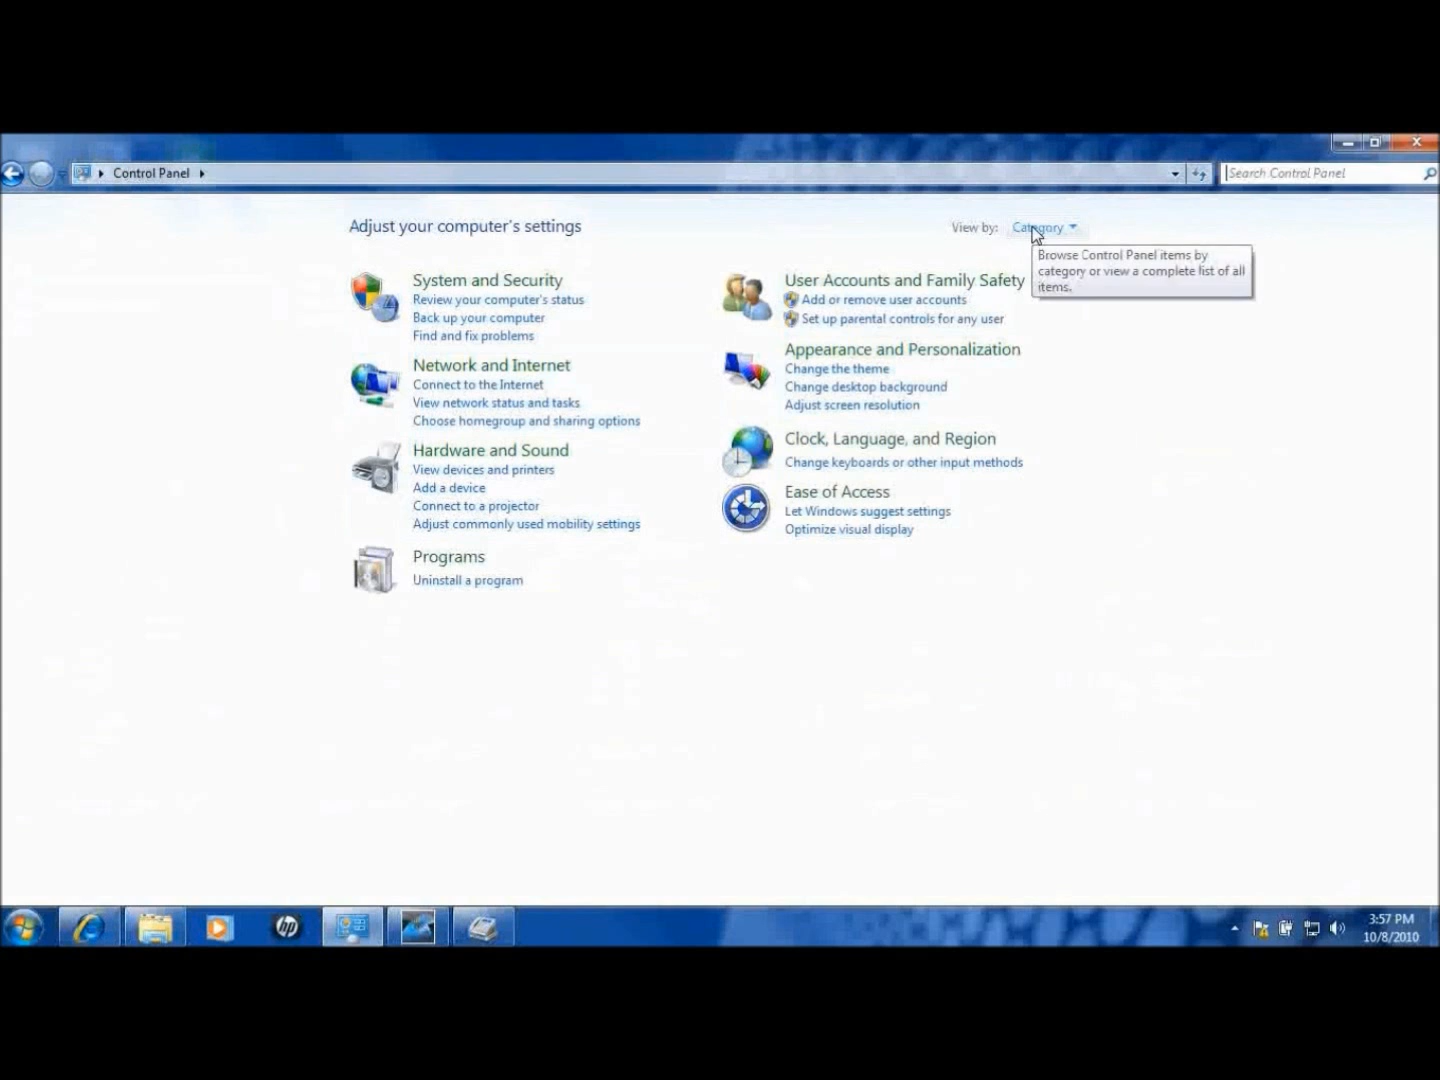 Control Panel
Search Control Panel
Adjust your computer's settings
View by: Category
Browse Control Panel items by
category or view a complete list of all
items.
System and Security
Review your computer's status
Back up your computer
Find and fix problems
Network and Internet
Connect to the Internet
View network status and tasks
Choose homegroup and sharing options
Hardware and Sound
View devices and printers
Add a device
Connect to a projector
Adjust commonly used mobility settings
Programs
Uninstall a program
User Accounts and Family Safety
Add or remove user accounts
Set up parental controls for any user
Appearance and Personalization
Change the theme
Change desktop background
Adjust screen resolution
Clock, Language, and Region
Change keyboards or other input methods
Ease of Access
Let Windows suggest settings
Optimize visual display
hp
3:57 PM
10/8/2010